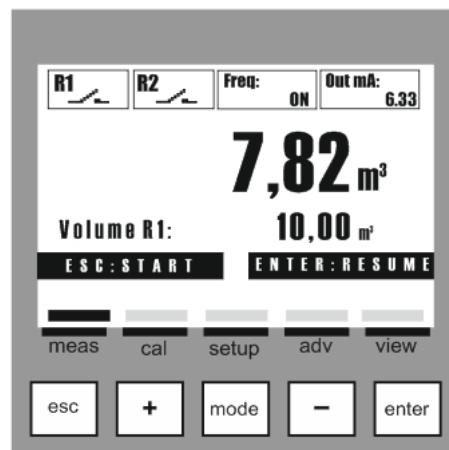 R1 R2 Freq: ON Out mA: 6.33
7,82 m³
Volume R1: 10,00 m³
ESC:START ENTER:RESUME
meas cal setup adv view
esc + mode − enter